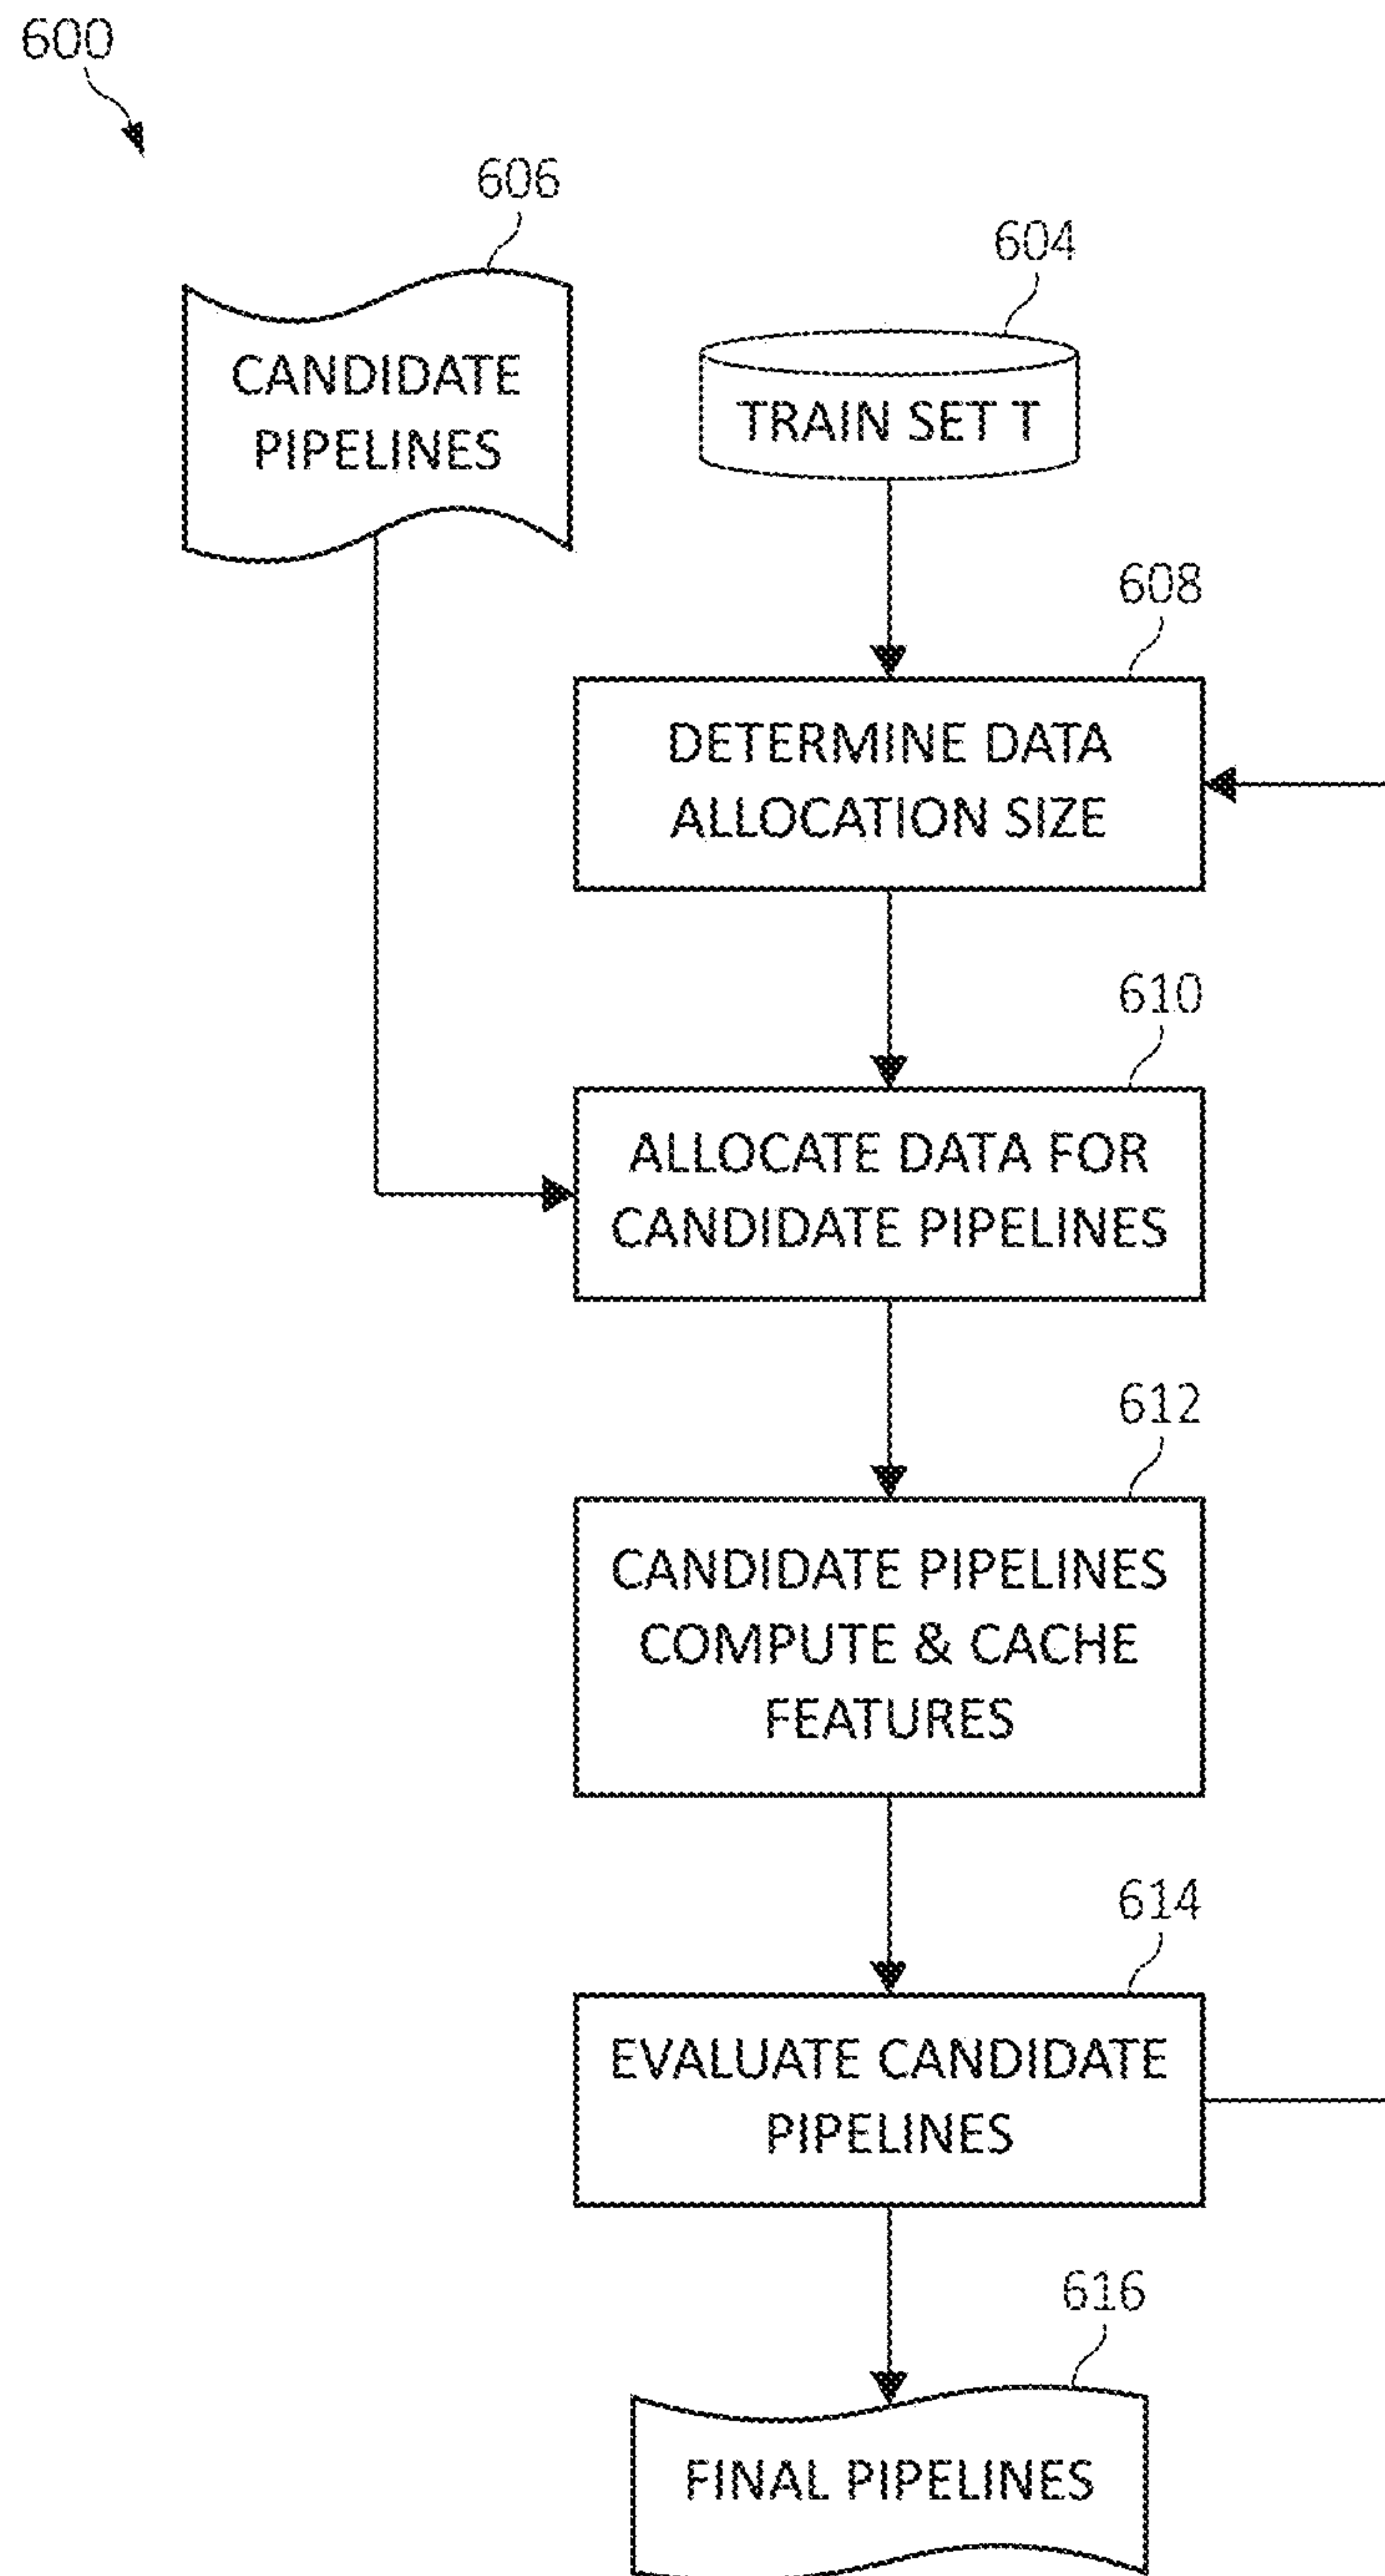 600
606
604
CANDIDATE
PIPELINES
TRAIN SET T
608
DETERMINE DATA
ALLOCATION SIZE
610
ALLOCATE DATA FOR
CANDIDATE PIPELINES
612
CANDIDATE PIPELINES
COMPUTE & CACHE
FEATURES
614
EVALUATE CANDIDATE
PIPELINES
616
FINAL PIPELINES